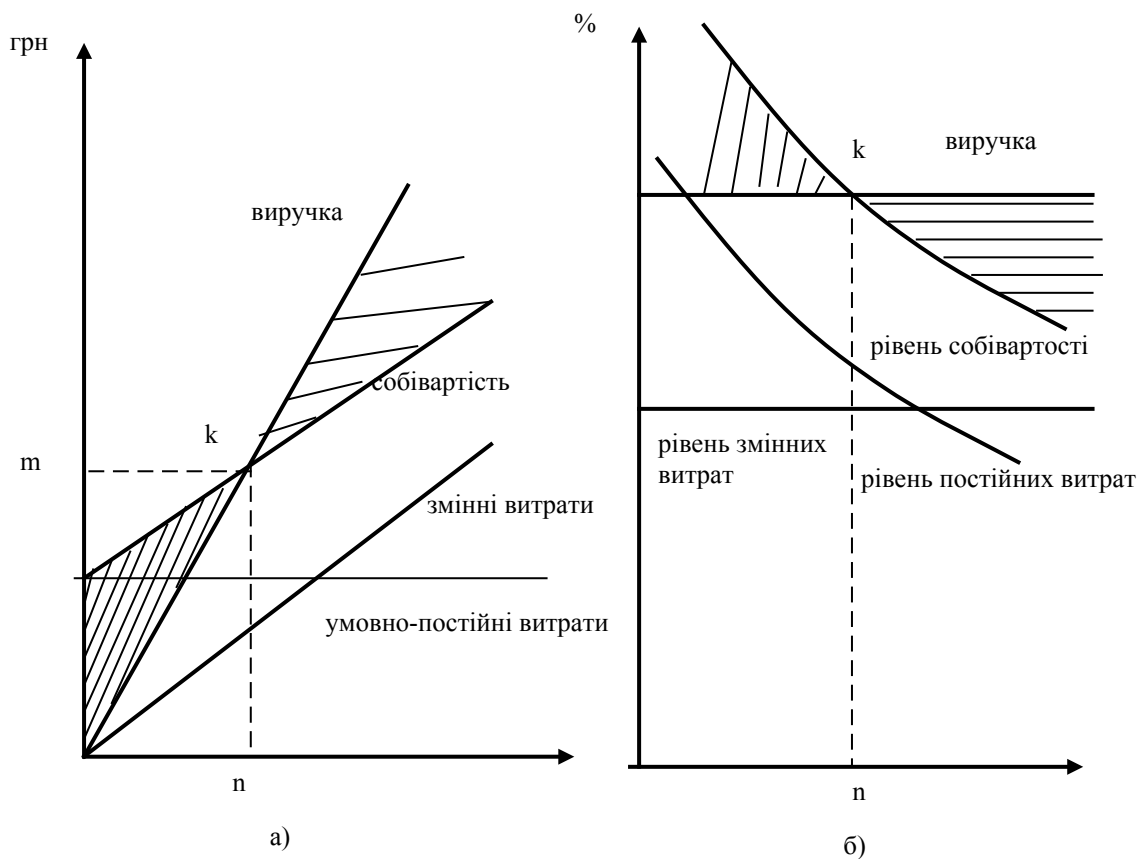 грн
виручка
собівартість
k
m
змінні витрати
умовно-постійні витрати
n
а)
%
k
виручка
рівень собівартості
рівень змінних
витрат
рівень постійних витрат
n
б)